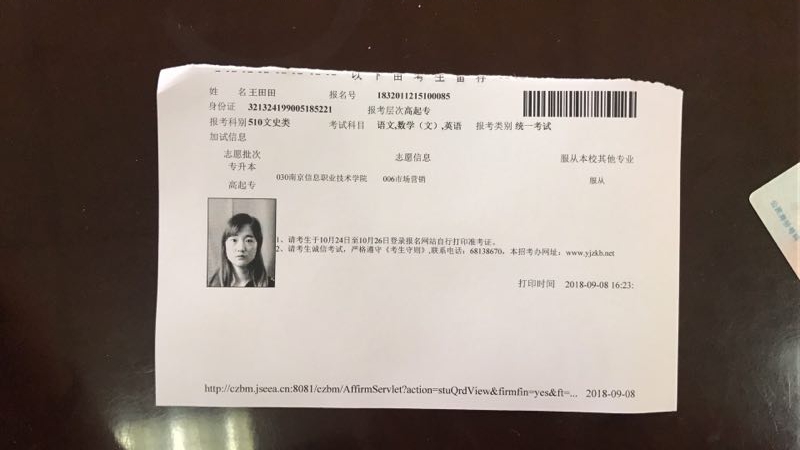 以下由考生留存
姓 名 王田田 报名号 1832011215100085
身份证 321324199005185221 报考层次 高起专
报考科别 510文史类 考试科目 语文,数学（文）,英语 报考类别 统一考试
加试信息
志愿批次 志愿信息 服从本校其他专业
专升本
高起专 030南京信息职业技术学院 006市场营销 服从
1、请考生于10月24日至10月26日登录报名网站自行打印准考证。
2、请考生诚信考试，严格遵守《考生守则》,联系电话：68138670，本招考办网址：www.yjzkb.net
打印时间 2018-09-08 16:23:
http://czbm.jseea.cn:8081/czbm/AffirmServlet?action=stuQrdView&firmfin=yes&ft=... 2018-09-08